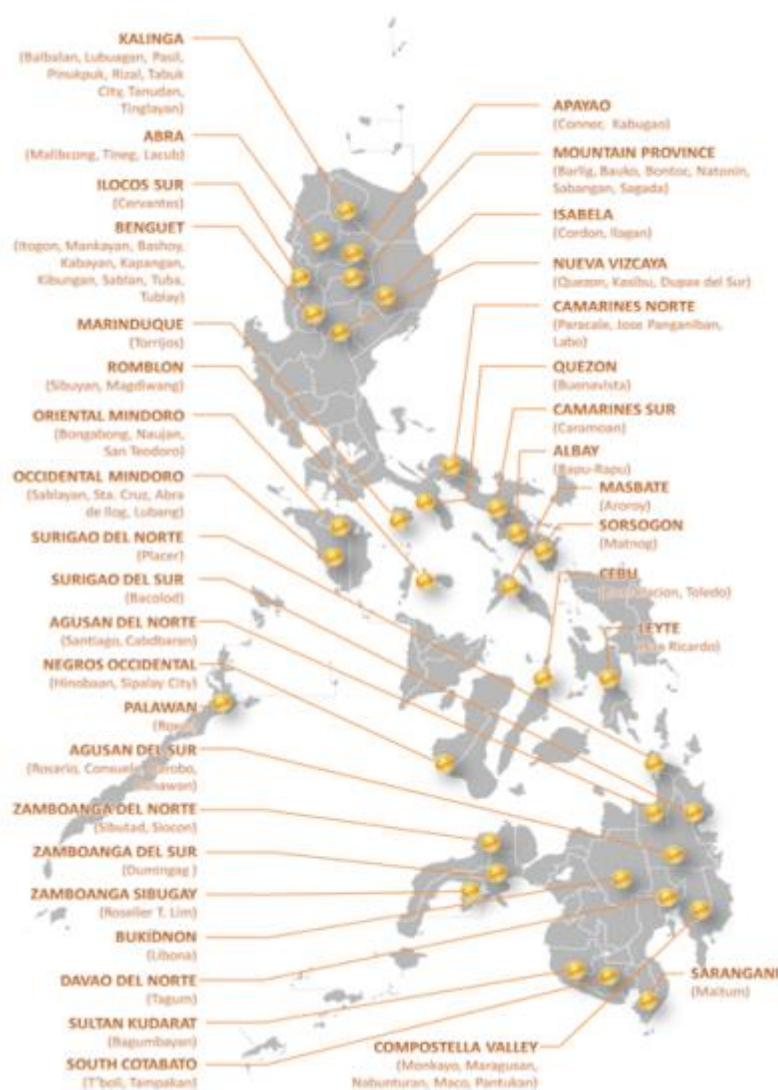 KALINGA
(Balbalan, Lubuagan, Pasil,
Pinukpuk, Rizal, Tabuk
City, Tanudan,
Tinglayan)
ABRA
(Malibcong, Tineg, Lacub)
ILOCOS SUR
(Cervantes)
BENGUET
(Itogon, Mankayan,
Kabayan, Kapangan,
Kibungan, Sablan, Tuba,
Tublay)
MARINDUQUE
(Torrijos)
ROMBLON
(Sibuyan, Magdiwang)
ORIENTAL MINDORO
(Bongabong, Naujan,
San Teodoro)
OCCIDENTAL MINDORO
(Sablayan, Sta. Cruz, Abra
de Ilog, Lubang)
SURIGAO DEL NORTE
(Placer)
SURIGAO DEL SUR
(Bacolod)
AGUSAN DEL NORTE
(Santiago, Cabdbaran)
NEGROS OCCIDENTAL
(Hinobaan, Sipalay City)
PALAWAN
AGUSAN DEL SUR
(Rosario,
ZAMBOANGA DEL NORTE
(Sibutad, Siocon)
ZAMBOANGA DEL SUR
(Dumingag )
ZAMBOANGA SIBUGAY
(Roseller T. Lim)
BUKIDNON
(Libona)
DAVAO DEL NORTE
(Tagum)
SULTAN KUDARAT
(Bagumbayan)
SOUTH COTABATO
(T'boli, Tampakan)
APAYAO
(Conner, Kabugao)
MOUNTAIN PROVINCE
(Barlig, Bauko, Bontoc, Natonin,
Sabangan, Sagada)
ISABELA
(Cordon, Ilagan)
NUEVA VIZCAYA
(Quezon, Kasibu, Dupax del Sur)
CAMARINES NORTE
(Paracale, Jose Panganiban,
Labo)
QUEZON
(Buenavista)
CAMARINES SUR
(Caramoan)
ALBAY
(Rapu-Rapu)
MASBATE
(Aroroy)
SORSOGON
(Matnog)
CEBU
Toledo)
LEYTE
Ricardo)
SARANGANI
(Maitum)
COMPOSTELLA VALLEY
(Monkayo, Maragusan,
Nabunturan, Maco, Pantukan)